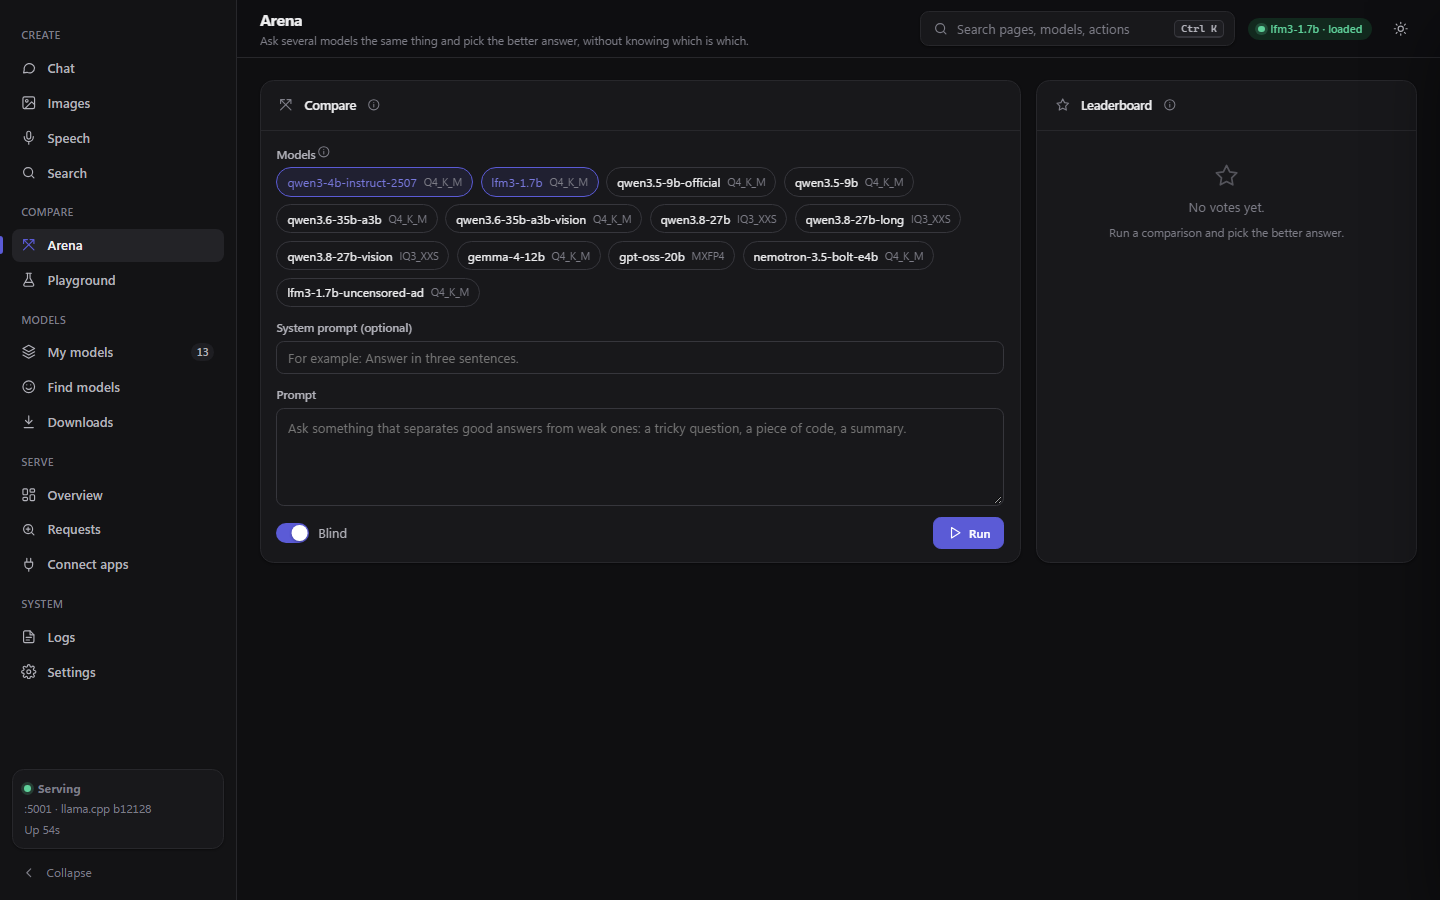 CREATE
Chat
Images
Speech
Search
COMPARE
Arena
Playground
MODELS
My models 13
Find models
Downloads
SERVE
Overview
Requests
Connect apps
SYSTEM
Logs
Settings
Serving
:5001 · llama.cpp b12128
Up 54s
Collapse
Arena
Ask several models the same thing and pick the better answer, without knowing which is which.
Search pages, models, actions Ctrl K
lfm3-1.7b · loaded
Compare
Models
qwen3-4b-instruct-2507 Q4_K_M lfm3-1.7b Q4_K_M qwen3.5-9b-official Q4_K_M qwen3.5-9b Q4_K_M
qwen3.6-35b-a3b Q4_K_M qwen3.6-35b-a3b-vision Q4_K_M qwen3.8-27b IQ3_XXS qwen3.8-27b-long IQ3_XXS
qwen3.8-27b-vision IQ3_XXS gemma-4-12b Q4_K_M gpt-oss-20b MXFP4 nemotron-3.5-bolt-e4b Q4_K_M
lfm3-1.7b-uncensored-ad Q4_K_M
System prompt (optional)
For example: Answer in three sentences.
Prompt
Ask something that separates good answers from weak ones: a tricky question, a piece of code, a summary.
Blind
Run
Leaderboard
No votes yet.
Run a comparison and pick the better answer.